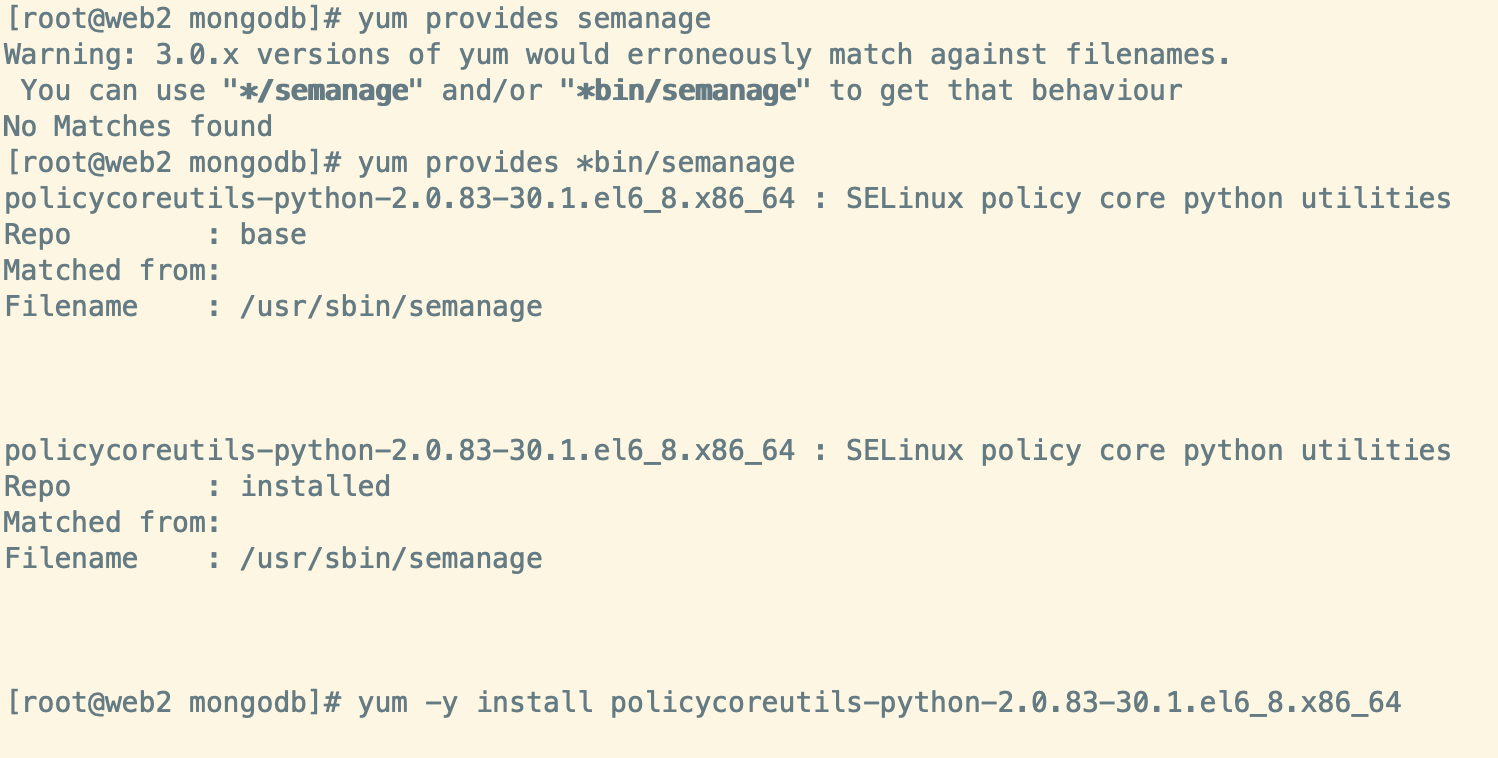 [root@web2 mongodb]# yum provides semanage
Warning: 3.0.x versions of yum would erroneously match against filenames.
 You can use "*/semanage" and/or "*bin/semanage" to get that behaviour
No Matches found
[root@web2 mongodb]# yum provides *bin/semanage
policycoreutils-python-2.0.83-30.1.el6_8.x86_64 : SELinux policy core python utilities
Repo        : base
Matched from:
Filename    : /usr/sbin/semanage
policycoreutils-python-2.0.83-30.1.el6_8.x86_64 : SELinux policy core python utilities
Repo        : installed
Matched from:
Filename    : /usr/sbin/semanage
[root@web2 mongodb]# yum -y install policycoreutils-python-2.0.83-30.1.el6_8.x86_64